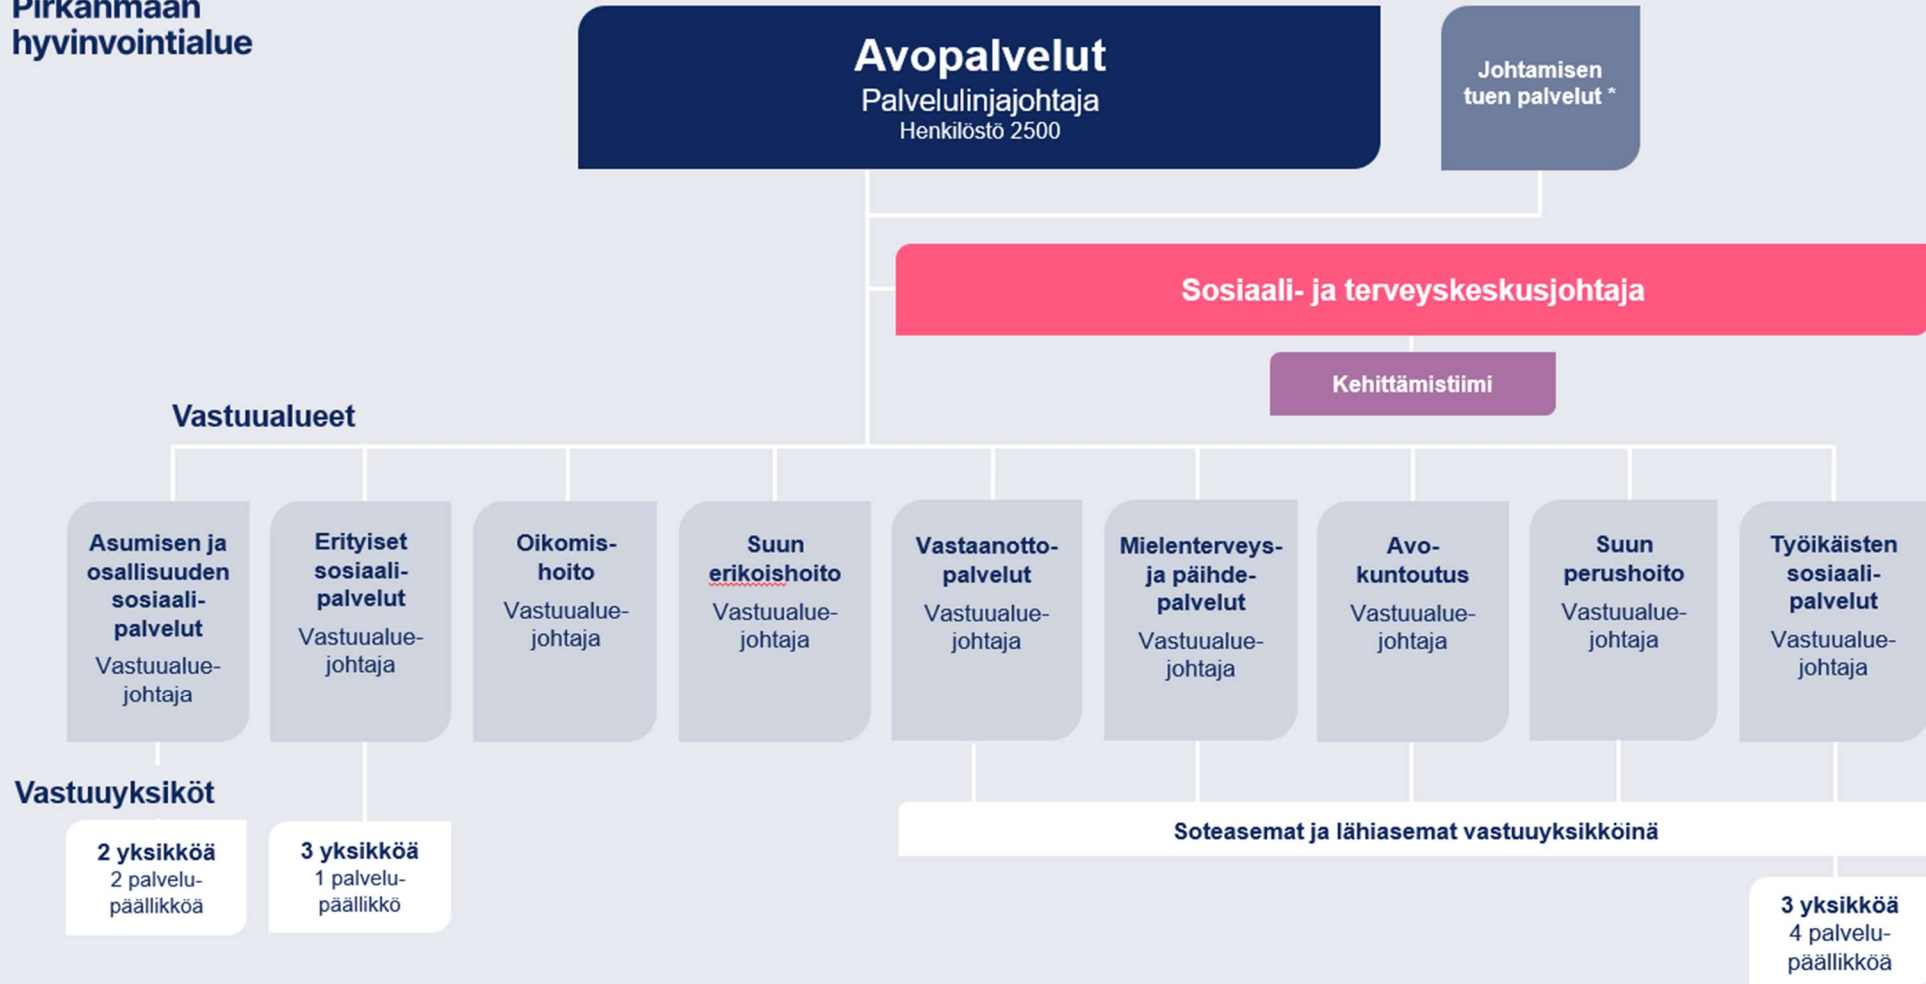 Pirkanmaan
hyvinvointialue
Avopalvelut
Palvelulinjajohtaja
Henkilöstö 2500
Johtamisen
tuen palvelut *
Sosiaali- ja terveyskeskusjohtaja
Kehittämistiimi
Vastuualueet
Asumisen ja
osallisuuden
sosiaali-
palvelut
Vastuualue-
johtaja
Erityiset
sosiaali-
palvelut
Vastuualue-
johtaja
Oikomis-
hoito
Vastuualue-
johtaja
Suun
erikoishoito
Vastuualue-
johtaja
Vastaanotto-
palvelut
Vastuualue-
johtaja
Mielenterveys-
ja päihde-
palvelut
Vastuualue-
johtaja
Avo-
kuntoutus
Vastuualue-
johtaja
Suun
perushoito
Vastuualue-
johtaja
Työikäisten
sosiaali-
palvelut
Vastuualue-
johtaja
Vastuuyksiköt
2 yksikköä
2 palvelu-
päällikköä
3 yksikköä
1 palvelu-
päällikkö
Soteasemat ja lähiasemat vastuuyksikköinä
3 yksikköä
4 palvelu-
päällikköä